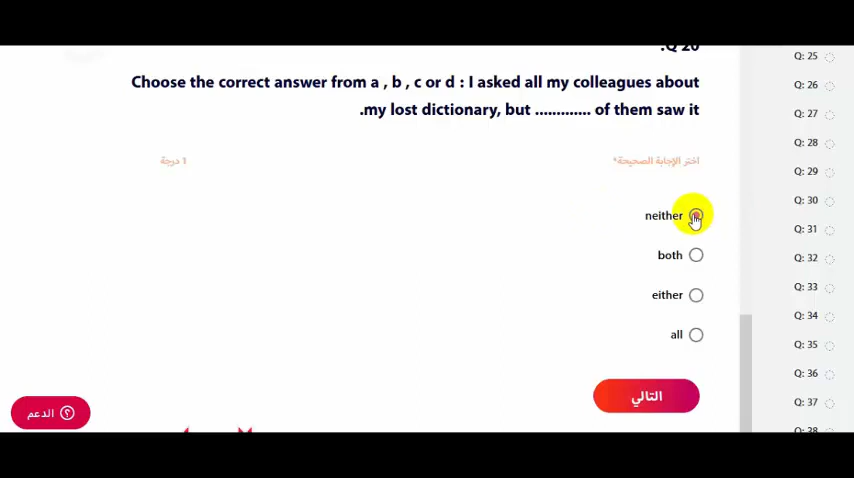 .Q 20
Choose the correct answer from a , b , c or d : I asked all my colleagues about
.my lost dictionary, but ............. of them saw it
اختر الإجابة الصحيحة*
1 درجة
neither
both
either
all
التالي
الدعم
Q: 25
Q: 26
Q: 27
Q: 28
Q: 29
Q: 30
Q: 31
Q: 32
Q: 33
Q: 34
Q: 35
Q: 36
Q: 37
Q: 38